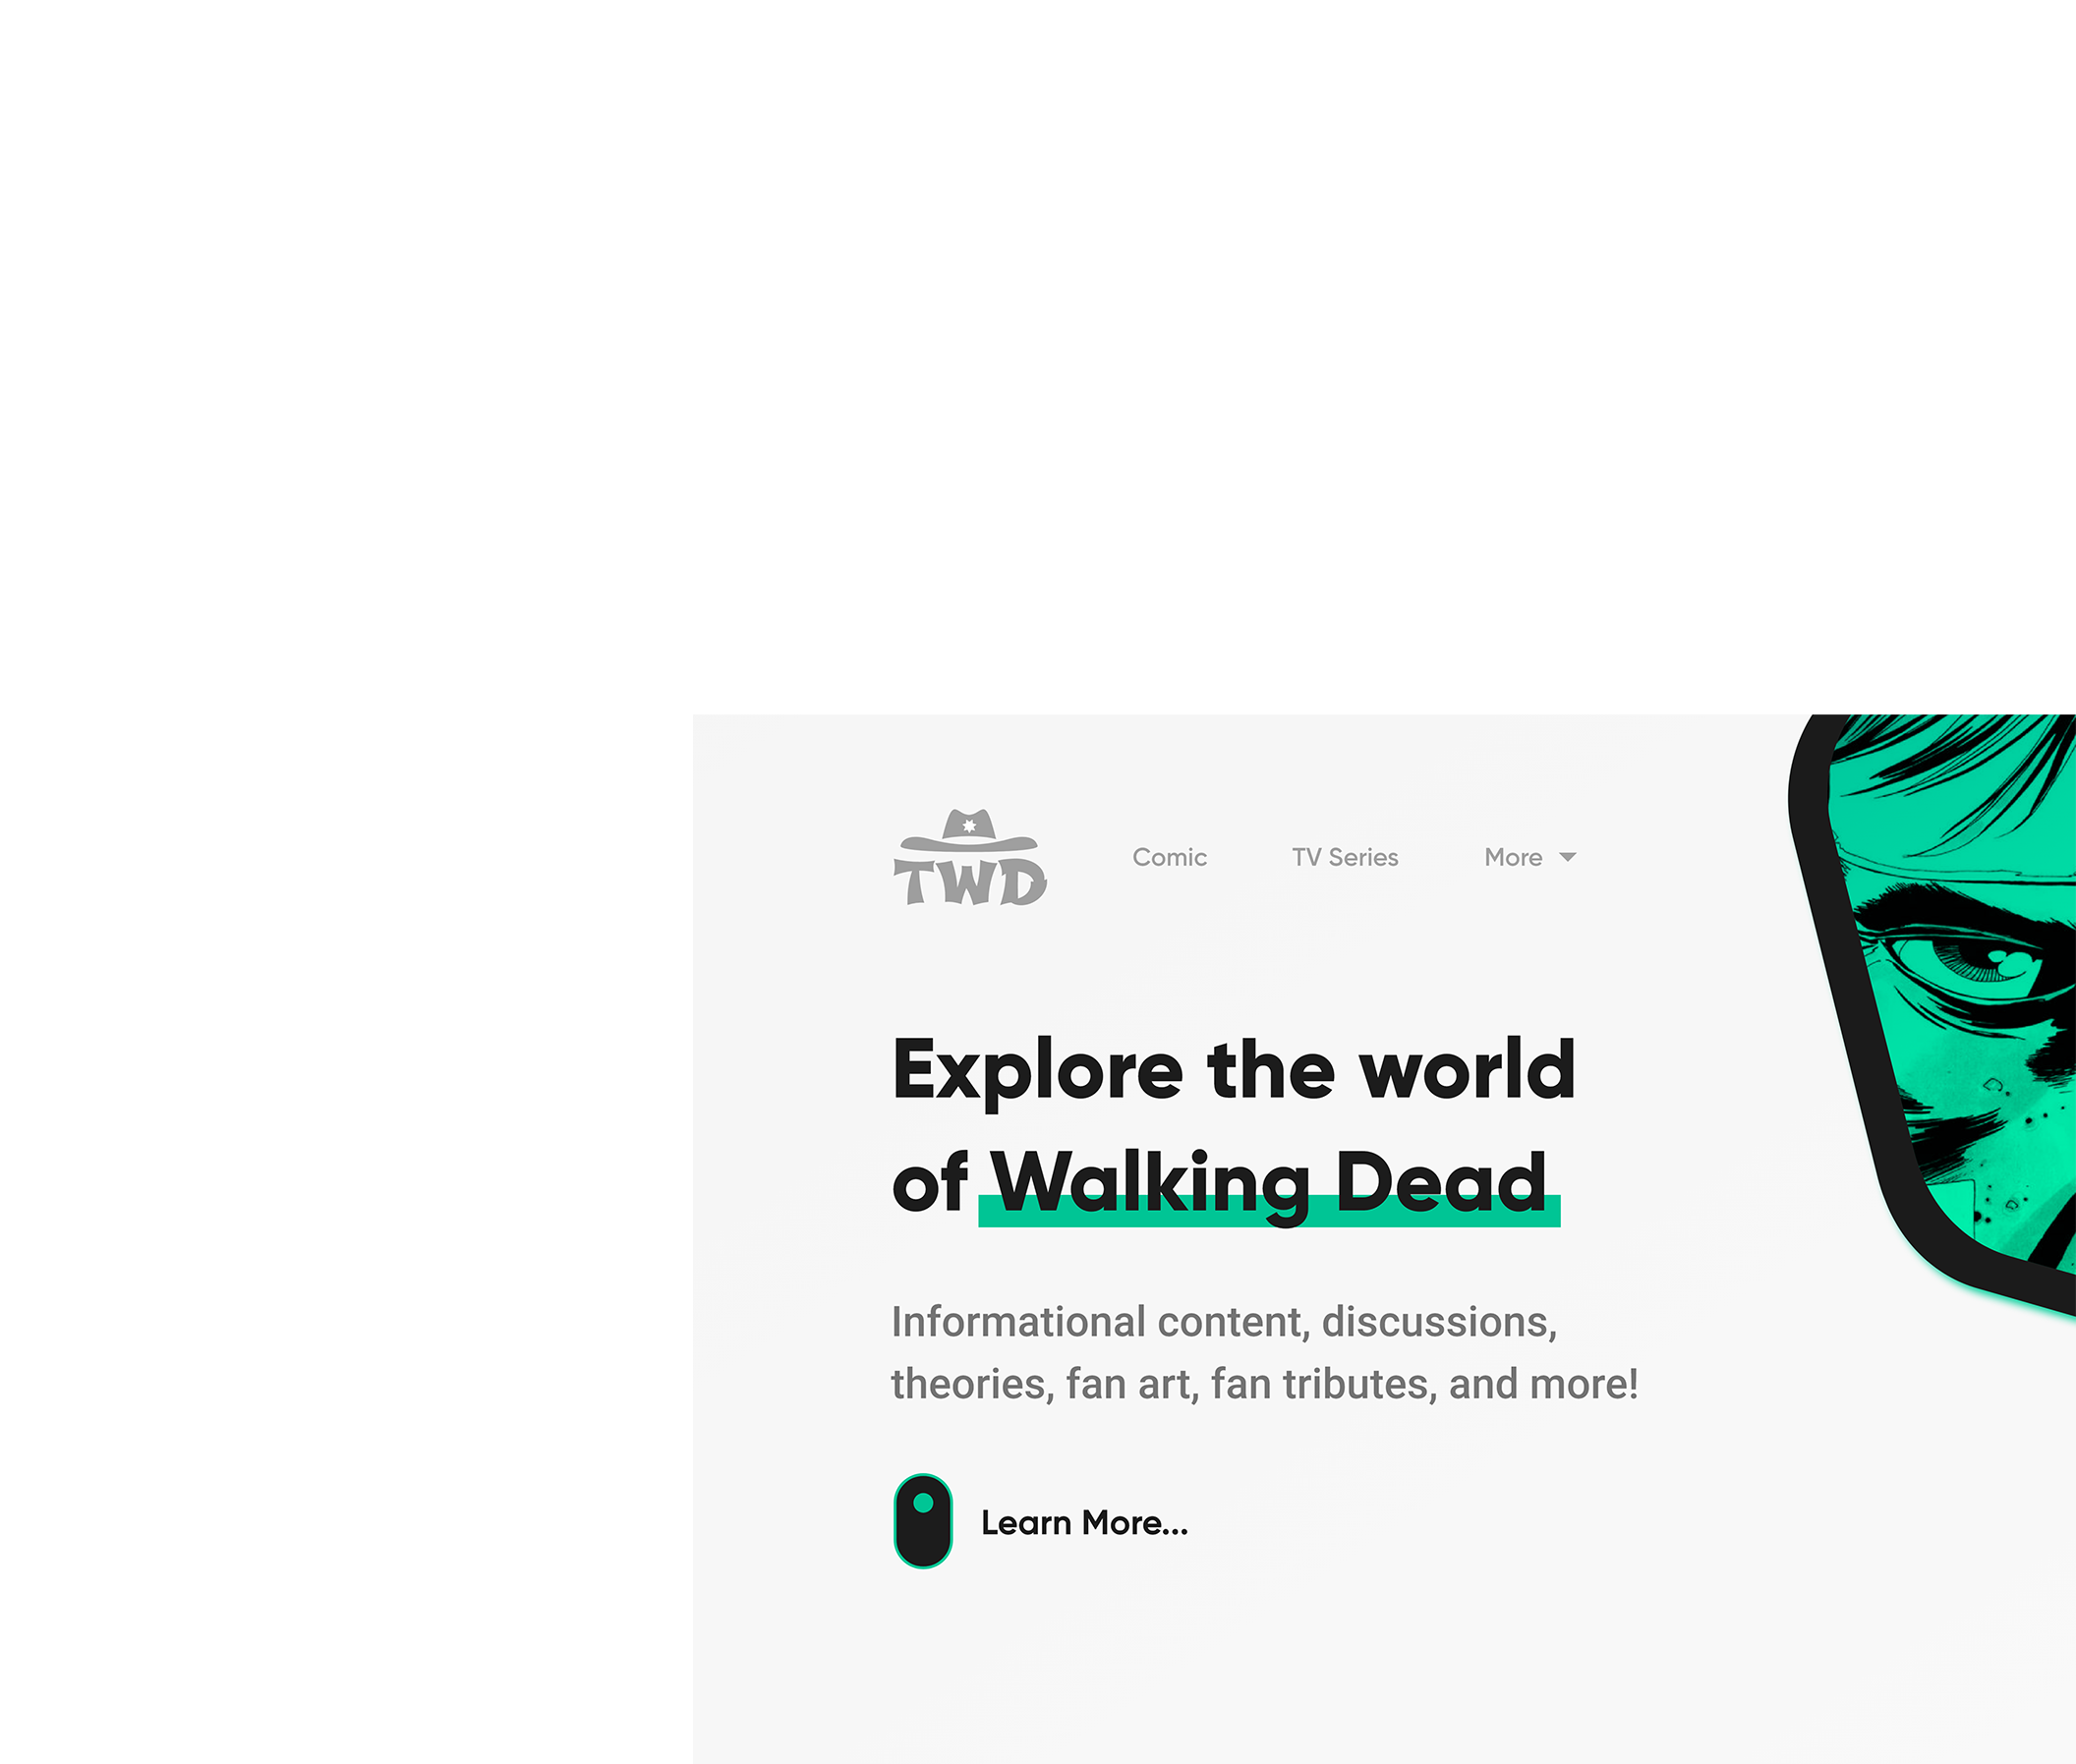 TWD
Comic
TV Series
More
Explore the world
of Walking Dead
Informational content, discussions,
theories, fan art, fan tributes, and more!
Learn More...